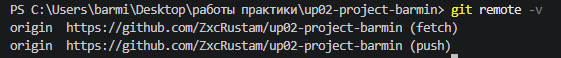 PS C:\Users\barmi\Desktop\работы практики\up02-project-barmin> git remote -v
origin  https://github.com/ZxcRustam/up02-project-barmin (fetch)
origin  https://github.com/ZxcRustam/up02-project-barmin (push)